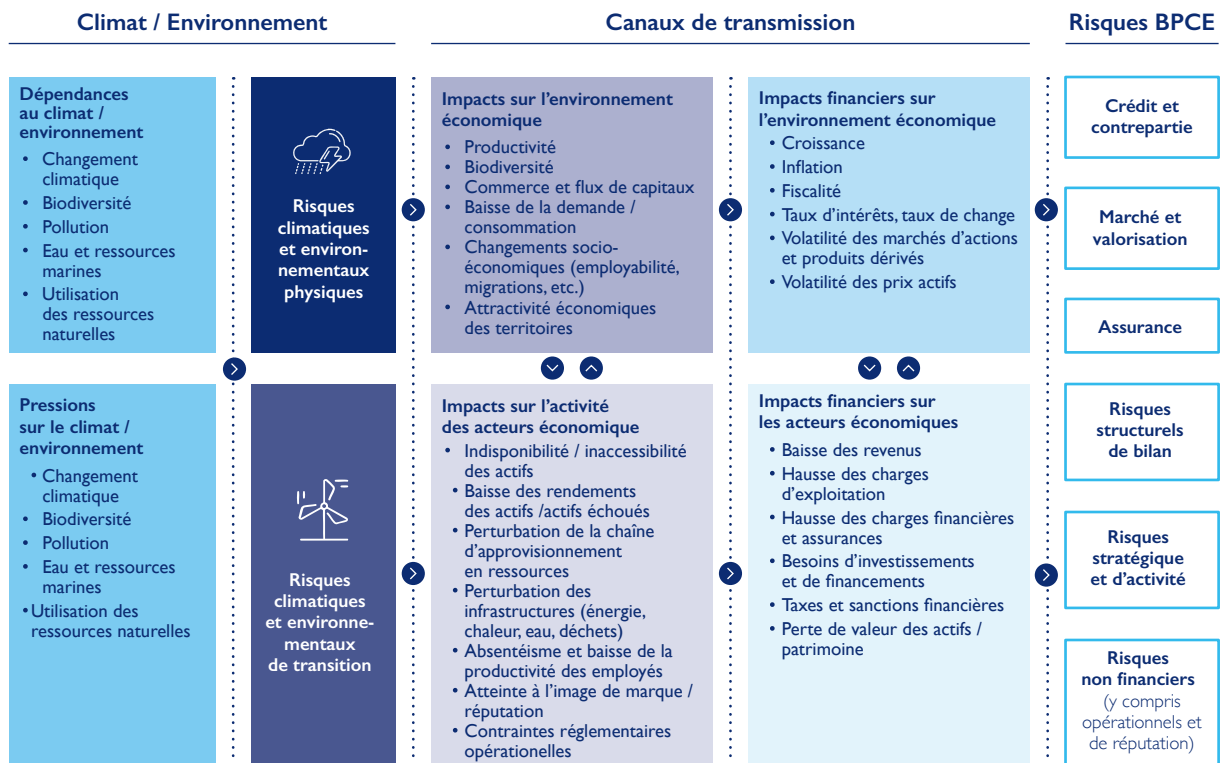 Climat / Environnement
Canaux de transmission
Risques BPCE
Dépendances
au climat /
environnement
• Changement
climatique
• Biodiversité
• Pollution
• Eau et ressources
marines
• Utilisation
des ressources
naturelles
Pressions
sur le climat /
environnement
• Changement
climatique
• Biodiversité
• Pollution
• Eau et ressources
marines
• Utilisation des
ressources naturelles
Risques
climatiques
et environ-
nementaux
physiques
Risques
climatiques
et environne-
mentaux
de transition
Impacts sur l'environnement
économique
• Productivité
• Biodiversité
• Commerce et flux de capitaux
• Baisse de la demande /
consommation
• Changements socio-
économiques (employabilité,
migrations, etc.)
• Attractivité économiques
des territoires
Impacts sur l'activité
des acteurs économique
• Indisponibilité / inaccessibilité
des actifs
• Baisse des rendements
des actifs /actifs échoués
• Perturbation de la chaîne
d'approvisionnement
en ressources
• Perturbation des
infrastructures (énergie,
chaleur, eau, déchets)
• Absentéisme et baisse de la
productivité des employés
• Atteinte à l'image de marque /
réputation
• Contraintes réglementaires
opérationelles
Impacts financiers sur
l'environnement économique
• Croissance
• Inflation
• Fiscalité
• Taux d'intérêts, taux de change
• Volatilité des marchés d'actions
et produits dérivés
• Volatilité des prix actifs
Impacts financiers sur
les acteurs économiques
• Baisse des revenus
• Hausse des charges
d'exploitation
• Hausse des charges financières
et assurances
• Besoins d'investissements
et de financements
• Taxes et sanctions financières
• Perte de valeur des actifs /
patrimoine
Crédit et
contrepartie
Marché et
valorisation
Assurance
Risques
structurels
de bilan
Risques
stratégique
et d'activité
Risques
non financiers
(y compris
opérationnels et
de réputation)